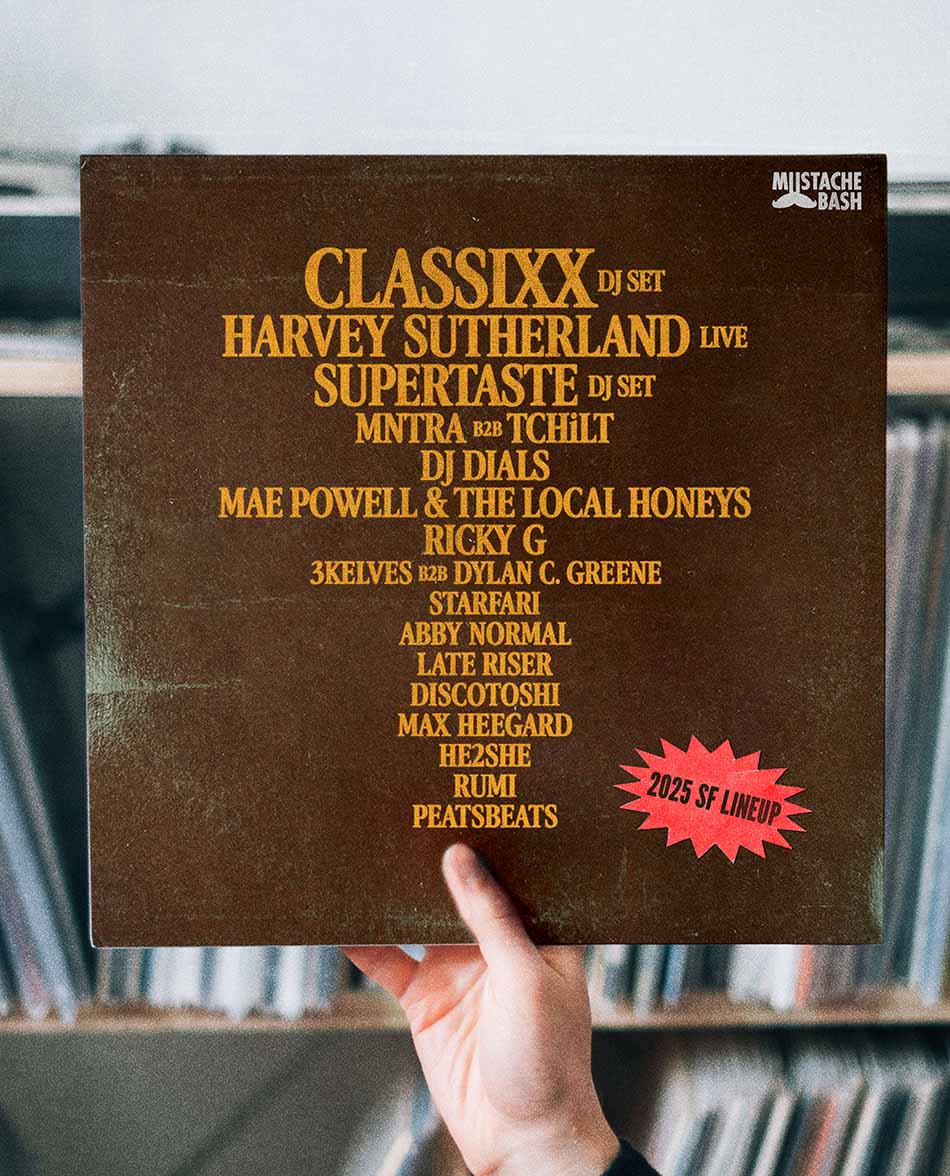 MUSTACHE
BASH
CLASSIXX DJ SET
HARVEY SUTHERLAND LIVE
SUPERTASTE DJ SET
MNTRA B2B TCHiLT
DJ DIALS
MAE POWELL & THE LOCAL HONEYS
RICKY G
3KELVES B2B DYLAN C. GREENE
STARFARI
ABBY NORMAL
LATE RISER
DISCOTOSHI
MAX HEEGARD
HE2SHE
RUMI
PEATSBEATS
2025 SF LINEUP